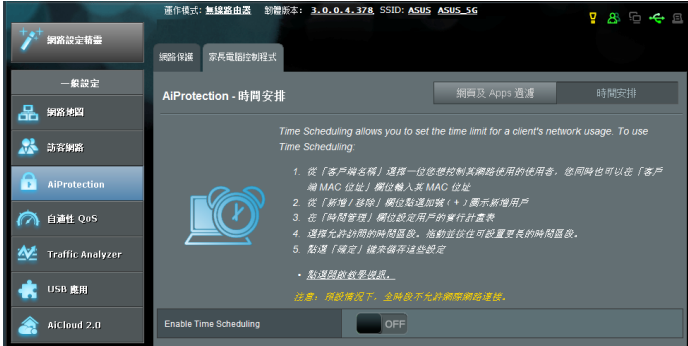 運作模式: 無線路由器 韌體版本: 3.0.0.4.378 SSID: ASUS ASUS_5G
網路設定精靈
網路保護 家長電腦控制程式
一般設定
AiProtection - 時間安排 網頁及 Apps 過濾 時間安排
網路地圖
訪客網路
AiProtection
自適性 QoS
Traffic Analyzer
USB 應用
AiCloud 2.0
Time Scheduling allows you to set the time limit for a client's network usage. To use
Time Scheduling:
1. 從「客戶端名稱」選擇一位您想控制其網路使用的使用者，您同時也可以在「客戶
端 MAC 位址」欄位輸入其 MAC 位址
2. 從「新增 / 移除」欄位點選加號 ( + ) 圖示新增用戶
3. 在「時間管理」欄位設定用戶的實行計畫表
4. 選擇允許訪問的時間區段。拖動並按住可設置更長的時間區段。
5. 點選「確定」鍵來儲存這些設定
• 點選開啟教學視訊。
注意：預設情況下，全時段不允許網際網路連接。
Enable Time Scheduling OFF